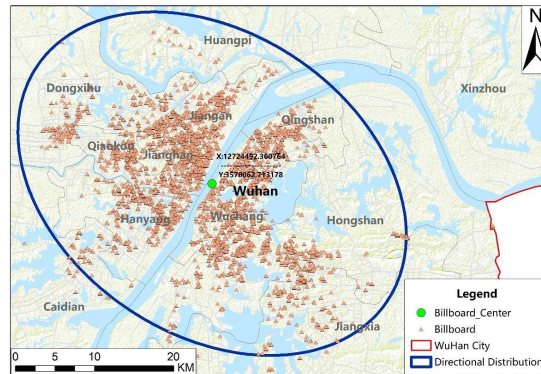 N
Huangpi
Xinzhou
Dongxihu
Jiangan
Qingshan
Qiaokou
Jianghan
X:12724492.360764
Y:3578062.713178
Wuhan
Hanyang
Wuchang
Hongshan
Caidian
Jiangxia
Legend
Billboard_Center
Billboard
WuHan City
Directional Distribution
0 5 10 20
KM